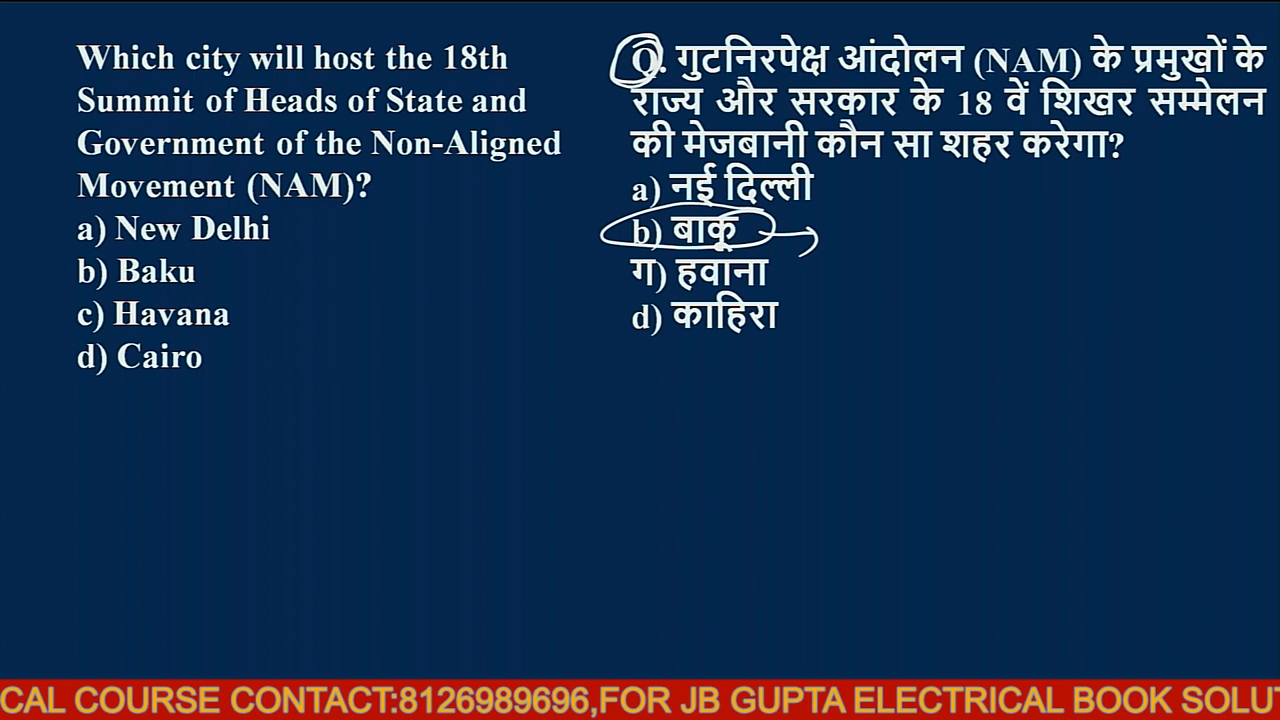 Which city will host the 18th
Summit of Heads of State and
Government of the Non-Aligned
Movement (NAM)?
a) New Delhi
b) Baku
c) Havana
d) Cairo
Q. गुटनिरपेक्ष आंदोलन (NAM) के प्रमुखों के
राज्य और सरकार के 18 वें शिखर सम्मेलन
की मेजबानी कौन सा शहर करेगा?
a) नई दिल्ली
b) बाकू
ग) हवाना
d) काहिरा
CAL COURSE CONTACT:8126989696,FOR JB GUPTA ELECTRICAL BOOK SOLU